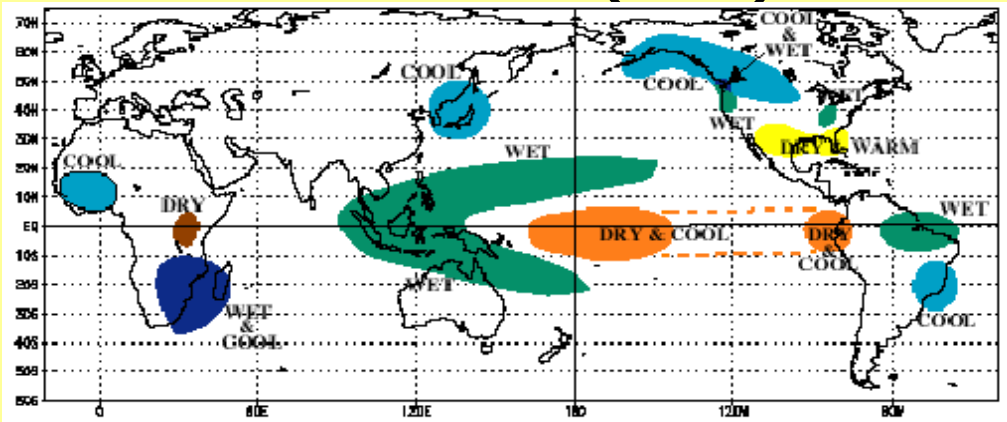 70N
60N
50N
40N
30N
20N
10N
EQ
10S
20S
30S
40S
50S
60S
0
60E
120E
180
120W
60W
COOL
&
WET
COOL
COOL
WET
WET
WET
DRY & WARM
COOL
DRY
WET
DRY & COOL
DRY
&
COOL
WET
WET
&
COOL
COOL